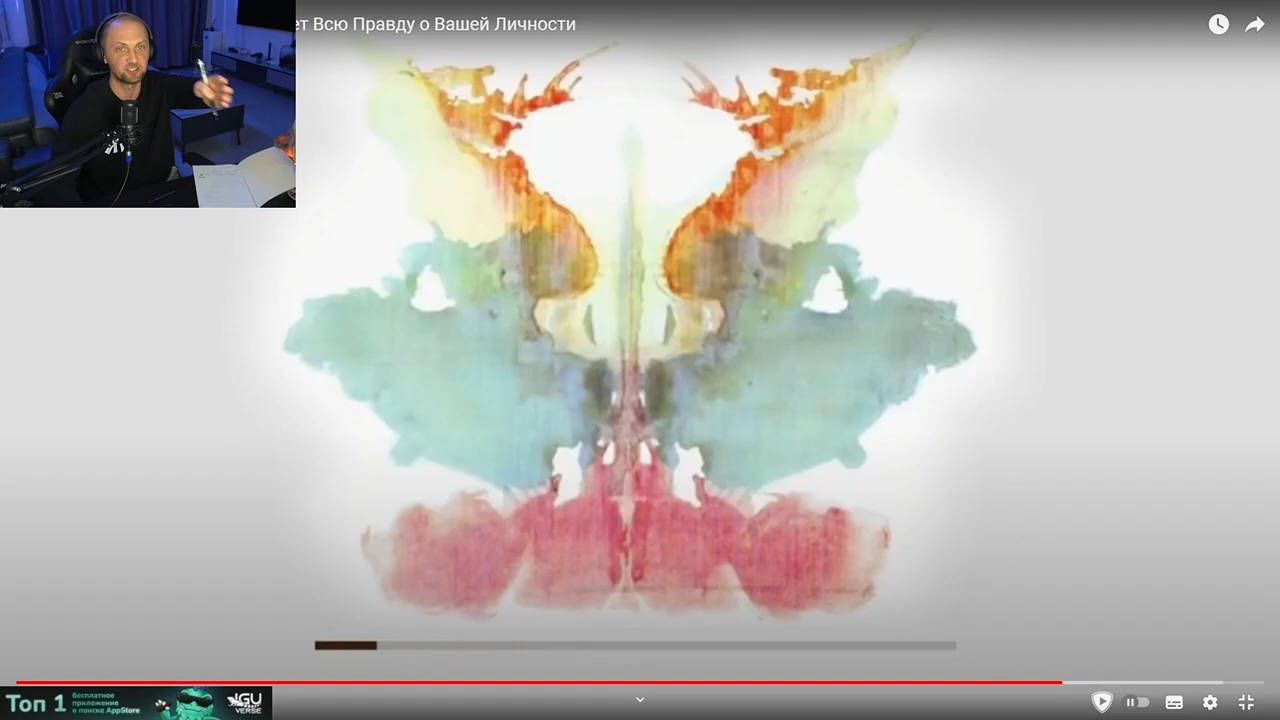 ет Всю Правду о Вашей Личности
Топ 1
бесплатное
приложение
в поиске AppStore
IGU
VERSE